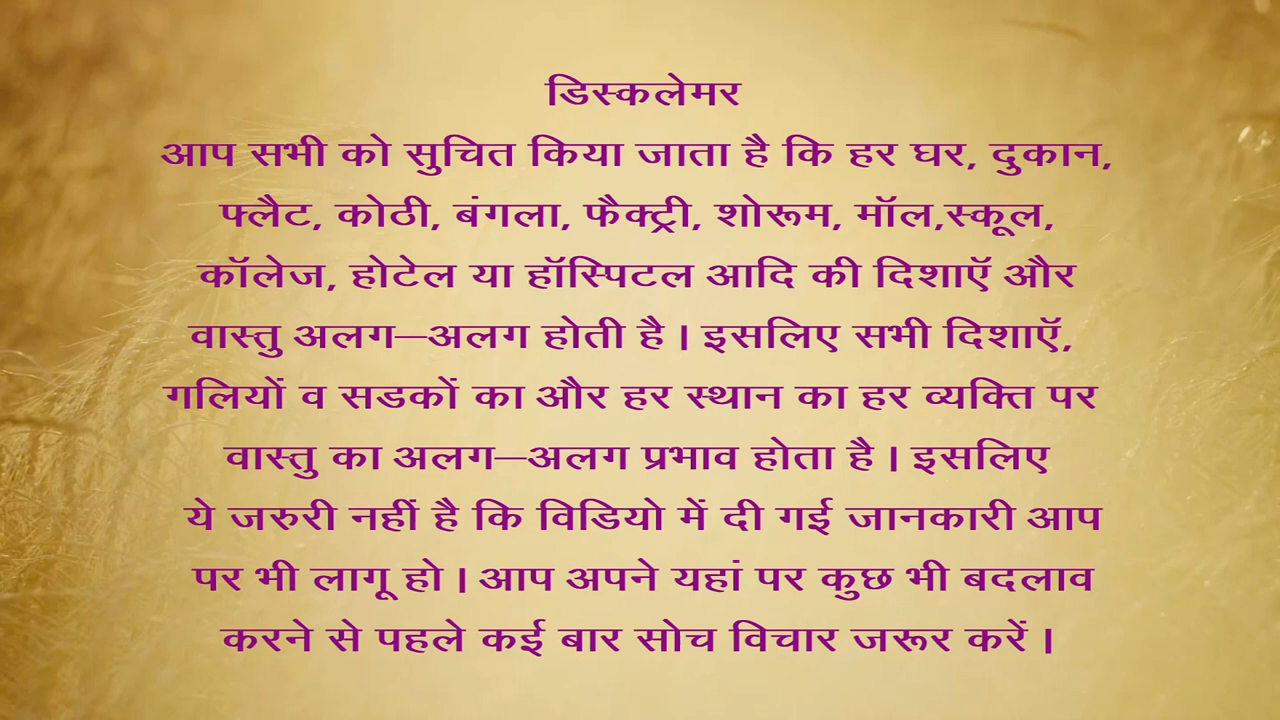 डिस्कलेमर
आप सभी को सुचित किया जाता है कि हर घर, दुकान,
फ्लैट, कोठी, बंगला, फैक्ट्री, शोरूम, मॉल,स्कूल,
कॉलेज, होटेल या हॉस्पिटल आदि की दिशाऍ और
वास्तु अलग–अलग होती है । इसलिए सभी दिशाऍ,
गलियों व सडकों का और हर स्थान का हर व्यक्ति पर
वास्तु का अलग–अलग प्रभाव होता है । इसलिए
ये जरुरी नहीं है कि विडियो में दी गई जानकारी आप
पर भी लागू हो । आप अपने यहां पर कुछ भी बदलाव
करने से पहले कई बार सोच विचार जरूर करें ।